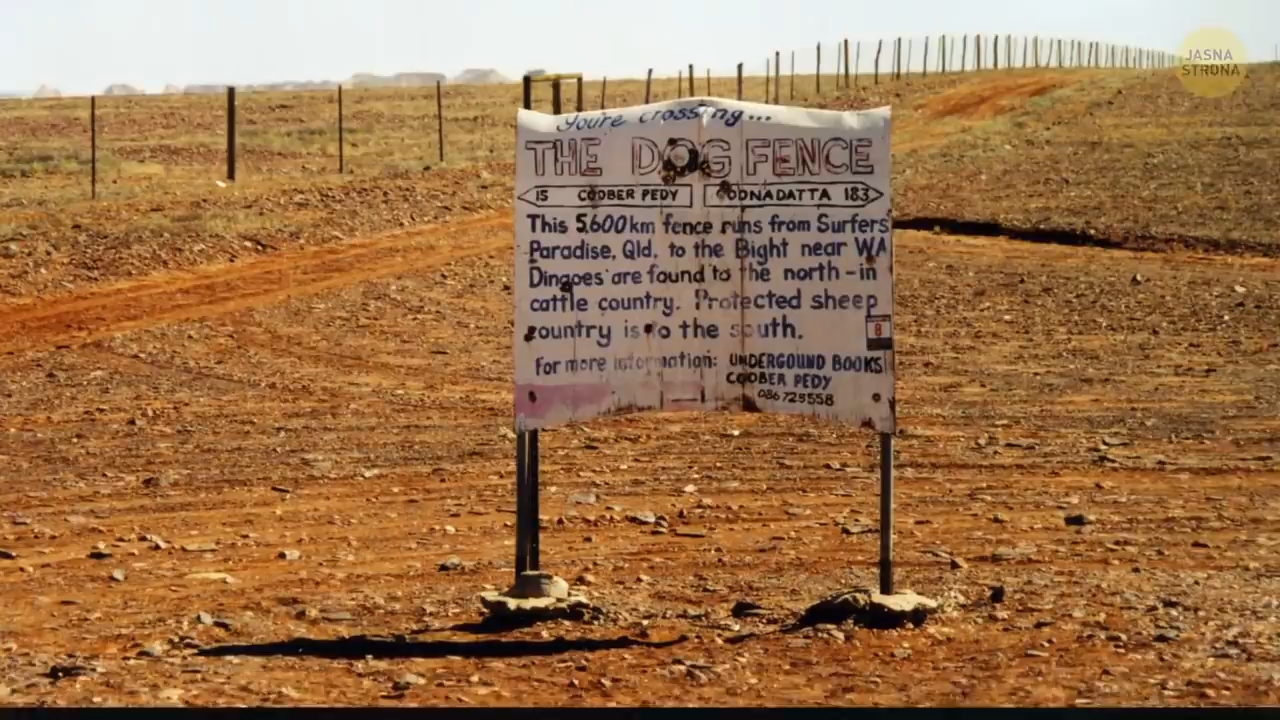 You're crossing...
THE DOG FENCE
15 COOBER PEDY
OODNADATTA 183
This 5,600km fence runs from Surfers
Paradise, Qld. to the Bight near WA
Dingoes are found to the north-in
cattle country. Protected sheep
country is to the south.
8
For more information: UNDERGOUND BOOKS
COOBER PEDY
086725558
JASNA
STRONA